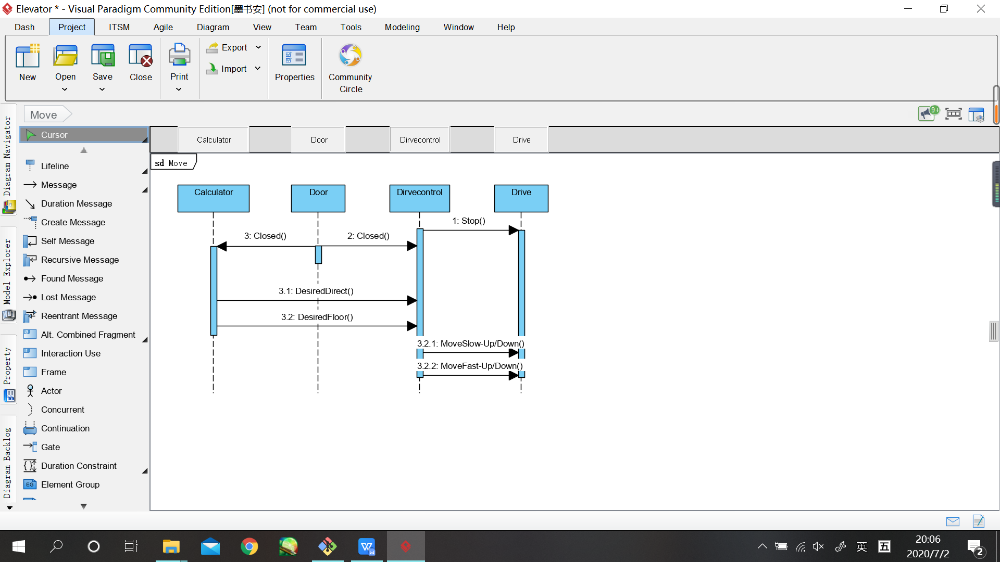 Elevator * - Visual Paradigm Community Edition[墨书安] (not for commercial use)
Dash Project ITSM Agile Diagram View Team Tools Modeling Window Help
New Open Save Close Print Export Import Properties Community Circle
Move
9+
Diagram Navigator
Model Explorer
Property
Diagram Backlog
Cursor
Lifeline
Message
Duration Message
Create Message
Self Message
Recursive Message
Found Message
Lost Message
Reentrant Message
Alt. Combined Fragment
Interaction Use
Frame
Actor
Concurrent
Continuation
Gate
Duration Constraint
EG Element Group
Calculator Door Dirvecontrol Drive
sd Move
Calculator Door Dirvecontrol Drive
1: Stop()
3: Closed() 2: Closed()
3.1: DesiredDirect()
3.2: DesiredFloor()
3.2.1: MoveSlow-Up/Down()
3.2.2: MoveFast-Up/Down()
英 五
20:06
2020/7/2
2